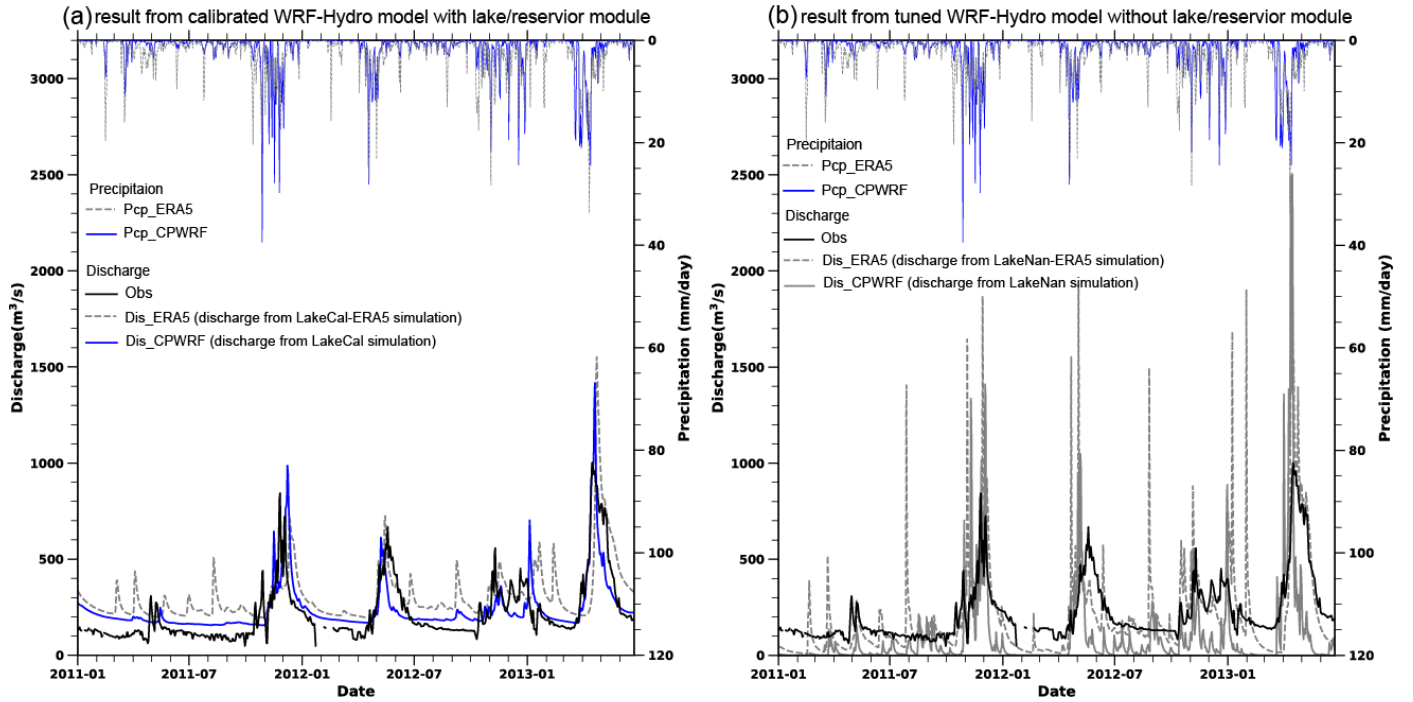 (a) result from calibrated WRF-Hydro model with lake/reservior module
3000
2500
2000
1500
1000
500
0
Discharge(m³/s)
0
20
40
60
80
100
120
Precipitation (mm/day)
Precipitaion
Pcp_ERA5
Pcp_CPWRF
Discharge
Obs
Dis_ERA5 (discharge from LakeCal-ERA5 simulation)
Dis_CPWRF (discharge from LakeCal simulation)
2011-01 2011-07 2012-01 2012-07 2013-01
Date
(b) result from tuned WRF-Hydro model without lake/reservior module
3000
2500
2000
1500
1000
500
0
Discharge(m³/s)
0
20
40
60
80
100
120
Precipitation (mm/day)
Precipitaion
Pcp_ERA5
Pcp_CPWRF
Discharge
Obs
Dis_ERA5 (discharge from LakeNan-ERA5 simulation)
Dis_CPWRF (discharge from LakeNan simulation)
2011-01 2011-07 2012-01 2012-07 2013-01
Date